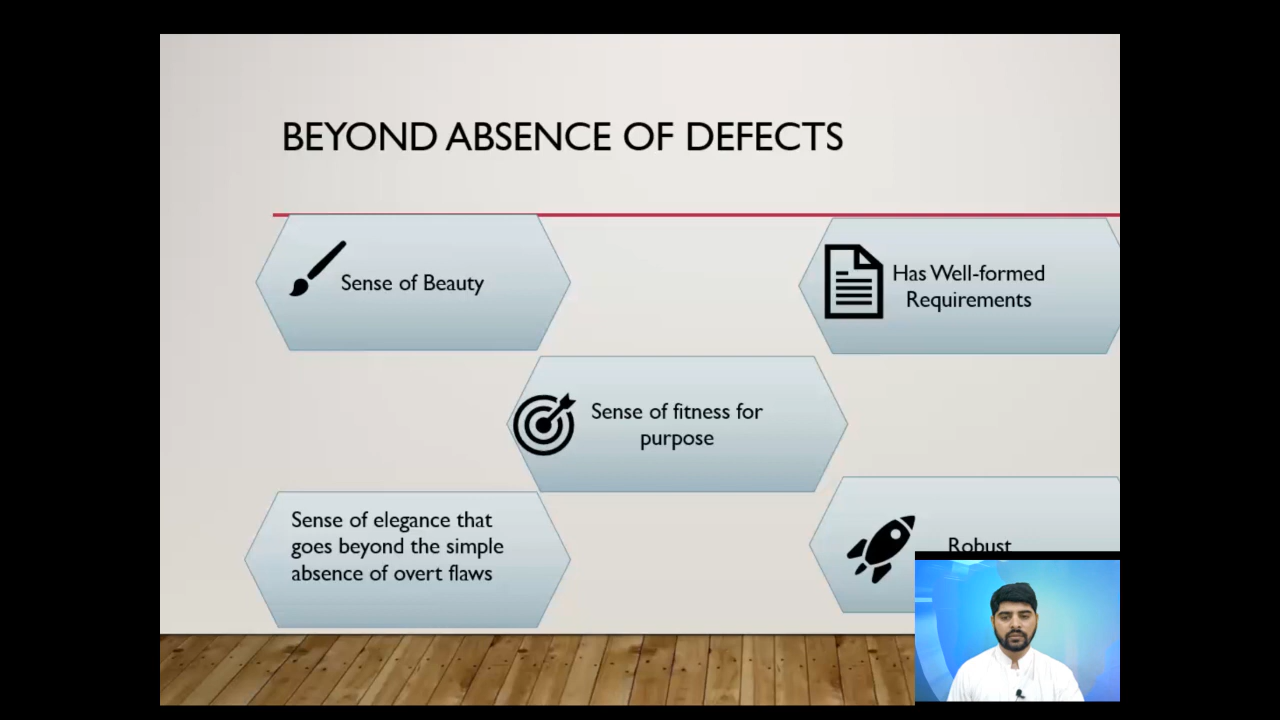 BEYOND ABSENCE OF DEFECTS
Sense of Beauty
Has Well-formed
Requirements
Sense of fitness for
purpose
Sense of elegance that
goes beyond the simple
absence of overt flaws
Robust